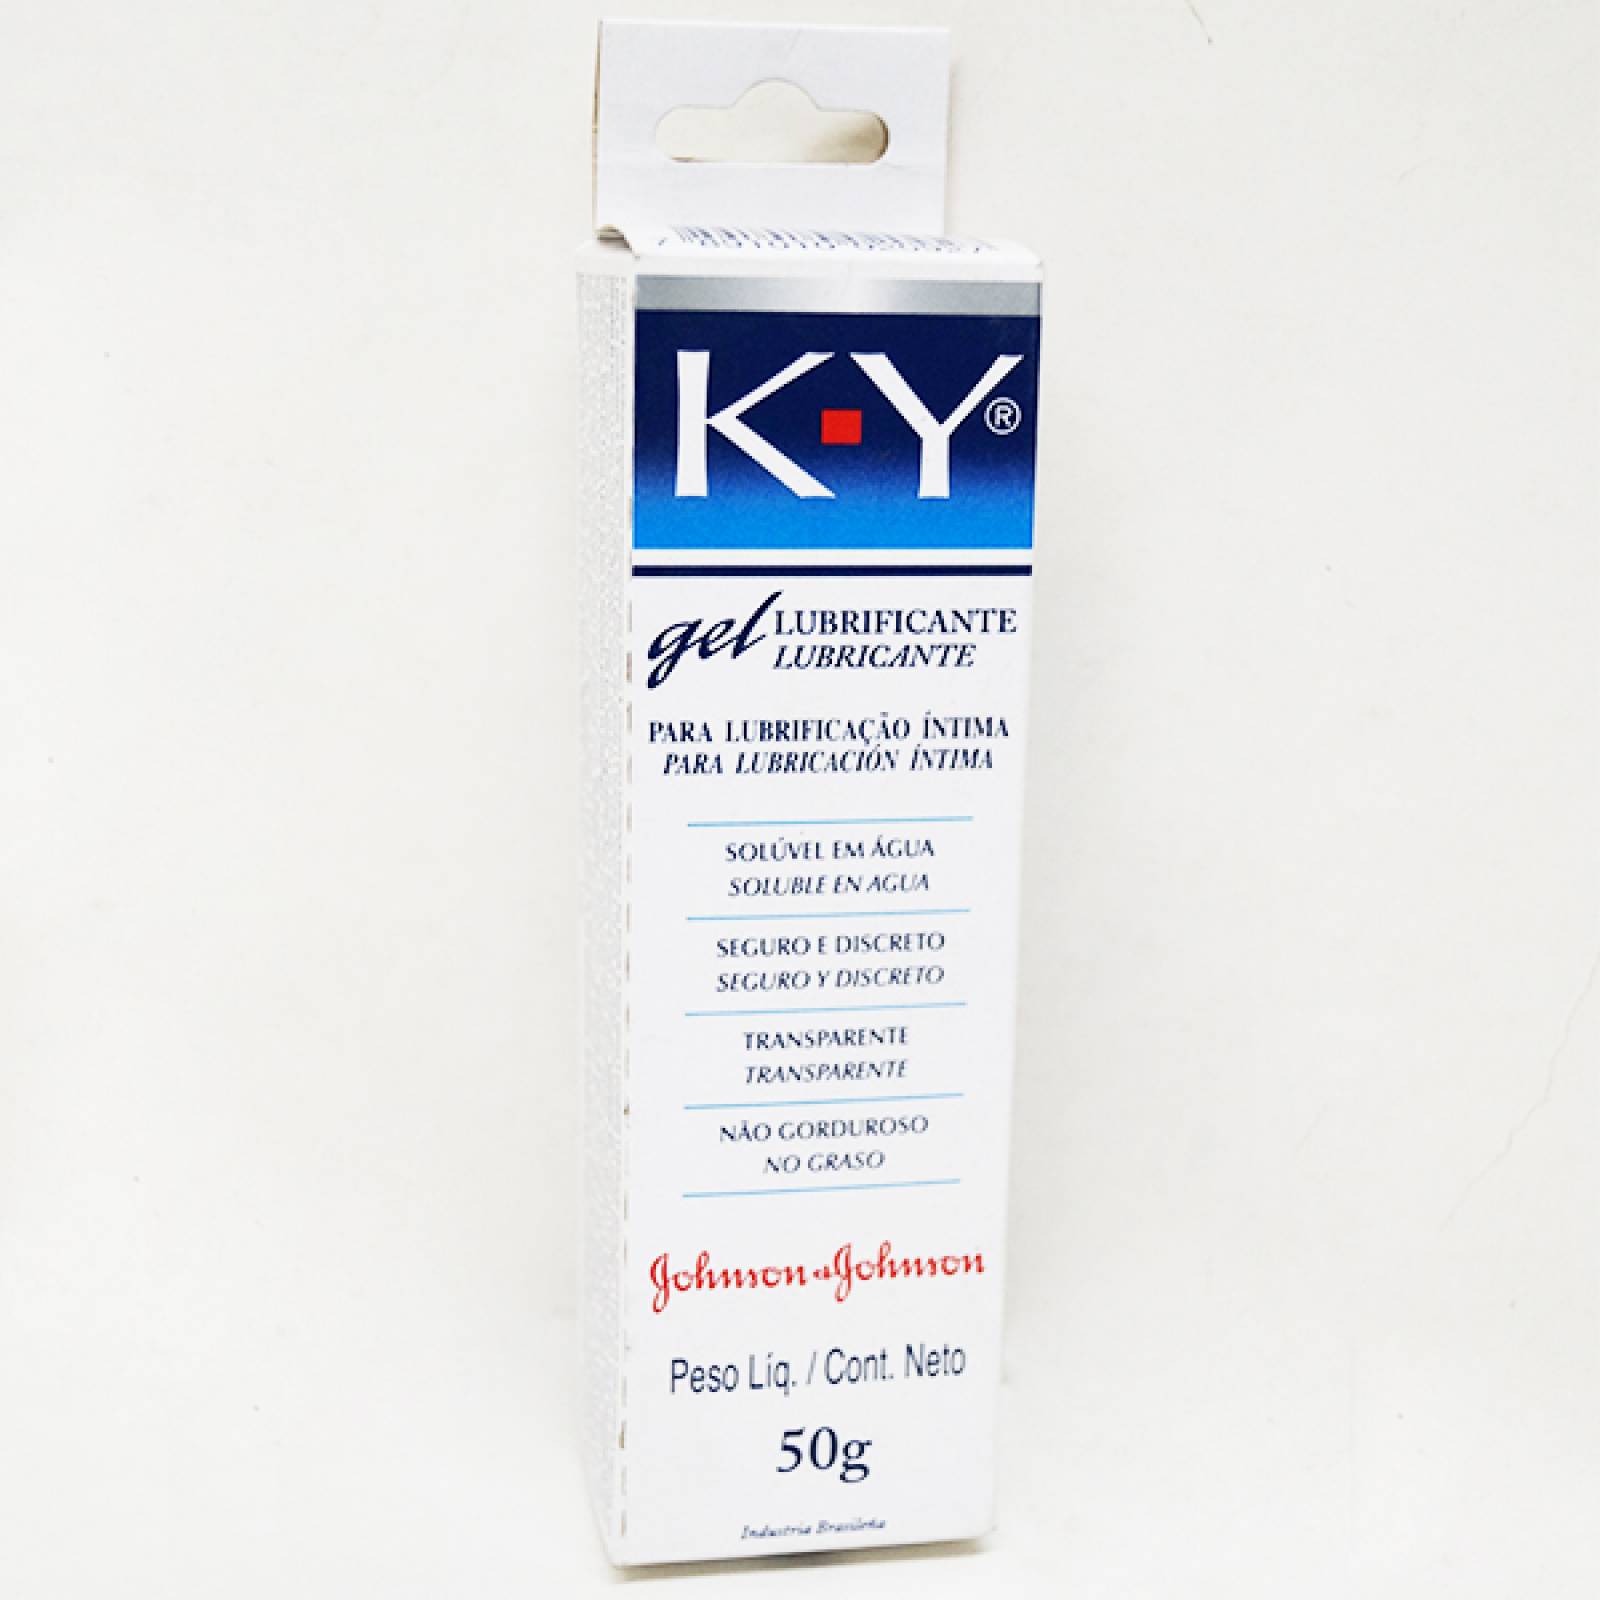 K·Y®
gel LUBRIFICANTE
LUBRICANTE
PARA LUBRIFICAÇÃO ÍNTIMA
PARA LUBRICACIÓN ÍNTIMA
SOLÚVEL EM ÁGUA
SOLUBLE EN AGUA
SEGURO E DISCRETO
SEGURO Y DISCRETO
TRANSPARENTE
TRANSPARENTE
NÃO GORDUROSO
NO GRASO
Johnson & Johnson
Peso Líq. / Cont. Neto
50g
Industria Brasileña